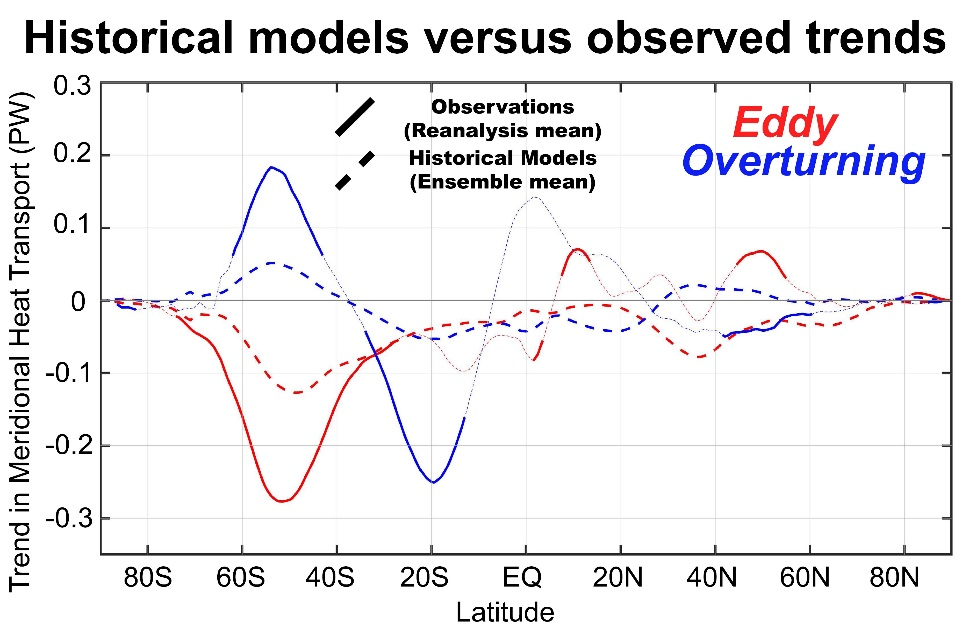 Historical models versus observed trends
Trend in Meridional Heat Transport (PW)
0.3
0.2
0.1
0
-0.1
-0.2
-0.3
Observations
(Reanalysis mean)
Historical Models
(Ensemble mean)
Eddy
Overturning
80S 60S 40S 20S EQ 20N 40N 60N 80N
Latitude